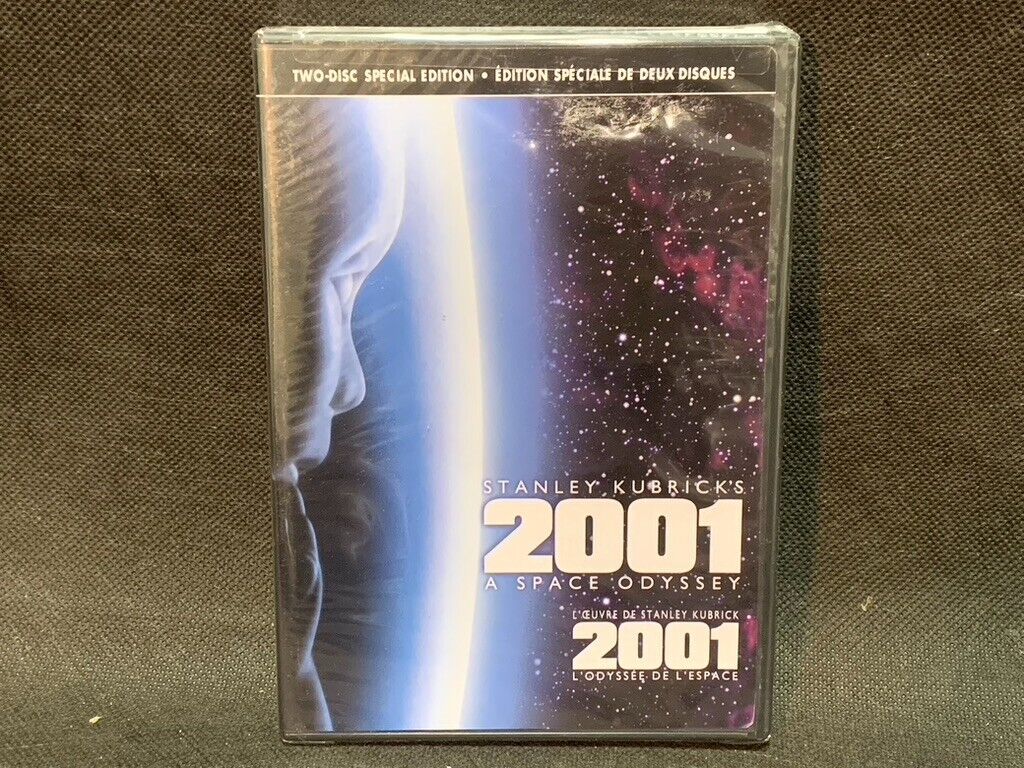 TWO-DISC SPECIAL EDITION • ÉDITION SPÉCIALE DE DEUX DISQUES
STANLEY KUBRICK'S
2001
A SPACE ODYSSEY
L'ŒUVRE DE STANLEY KUBRICK
2001
L'ODYSSÉE DE L'ESPACE